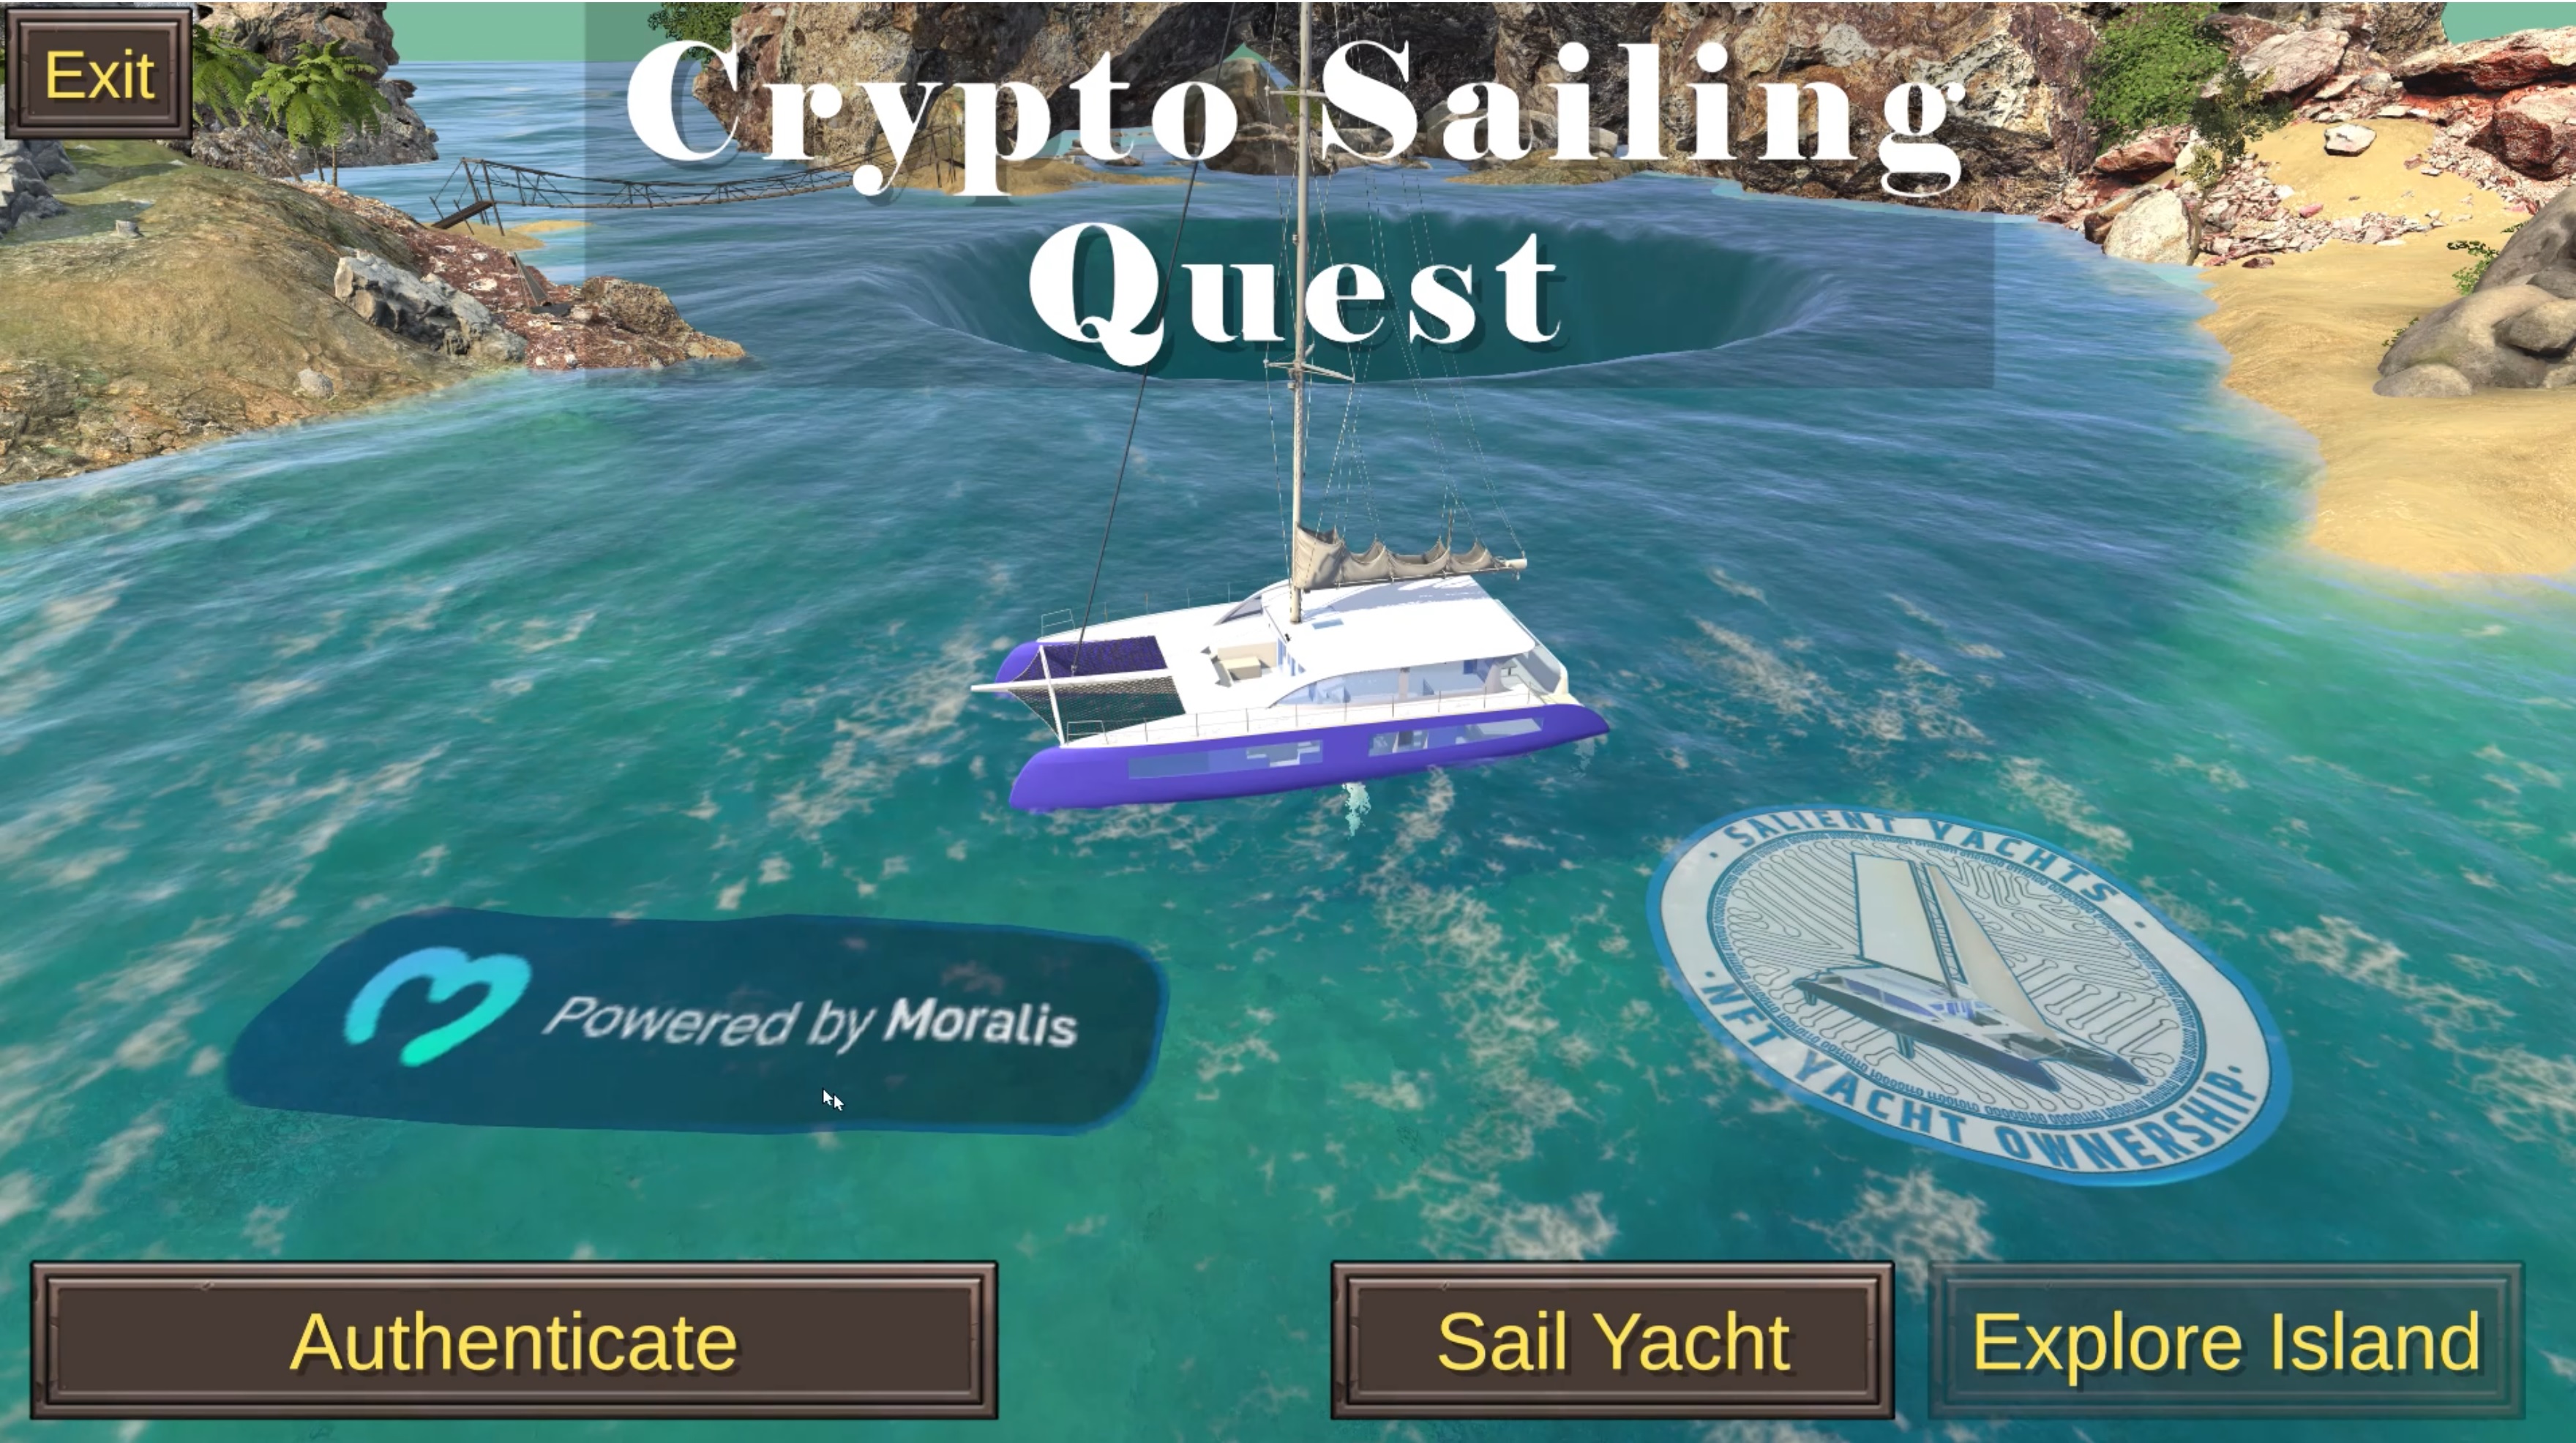 Exit
Crypto Sailing
Quest
Powered by Moralis
· SALIENT YACHTS ·
· NFT YACHT OWNERSHIP ·
Authenticate
Sail Yacht
Explore Island